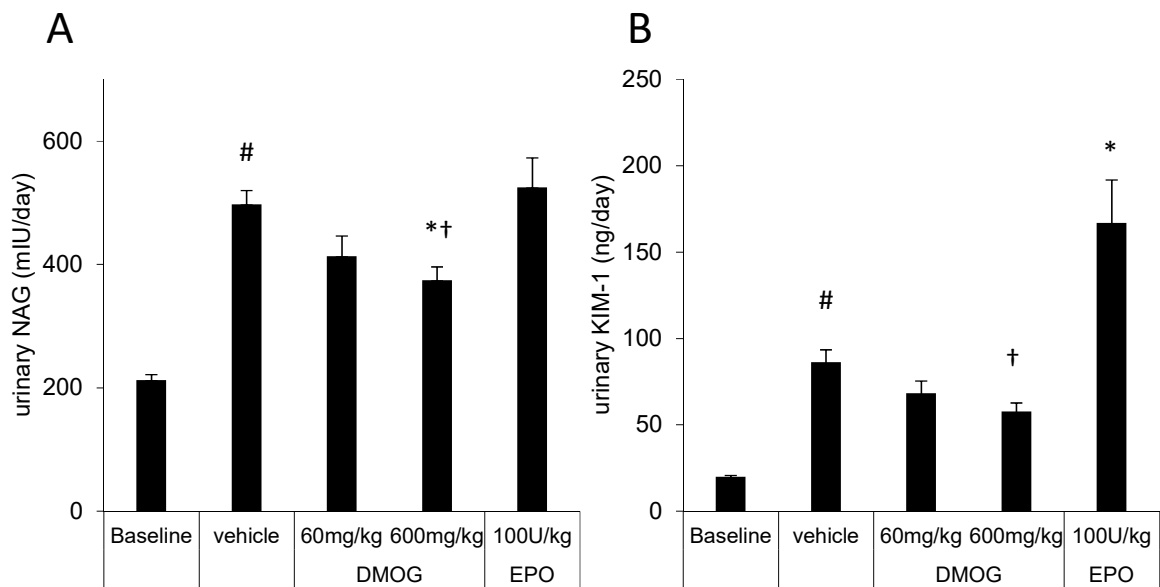 A
urinary NAG (mIU/day)
600
400
200
0
#
*†
Baseline
vehicle
60mg/kg
600mg/kg
100U/kg
DMOG
EPO
B
urinary KIM-1 (ng/day)
250
200
150
100
50
0
#
†
*
Baseline
vehicle
60mg/kg
600mg/kg
100U/kg
DMOG
EPO